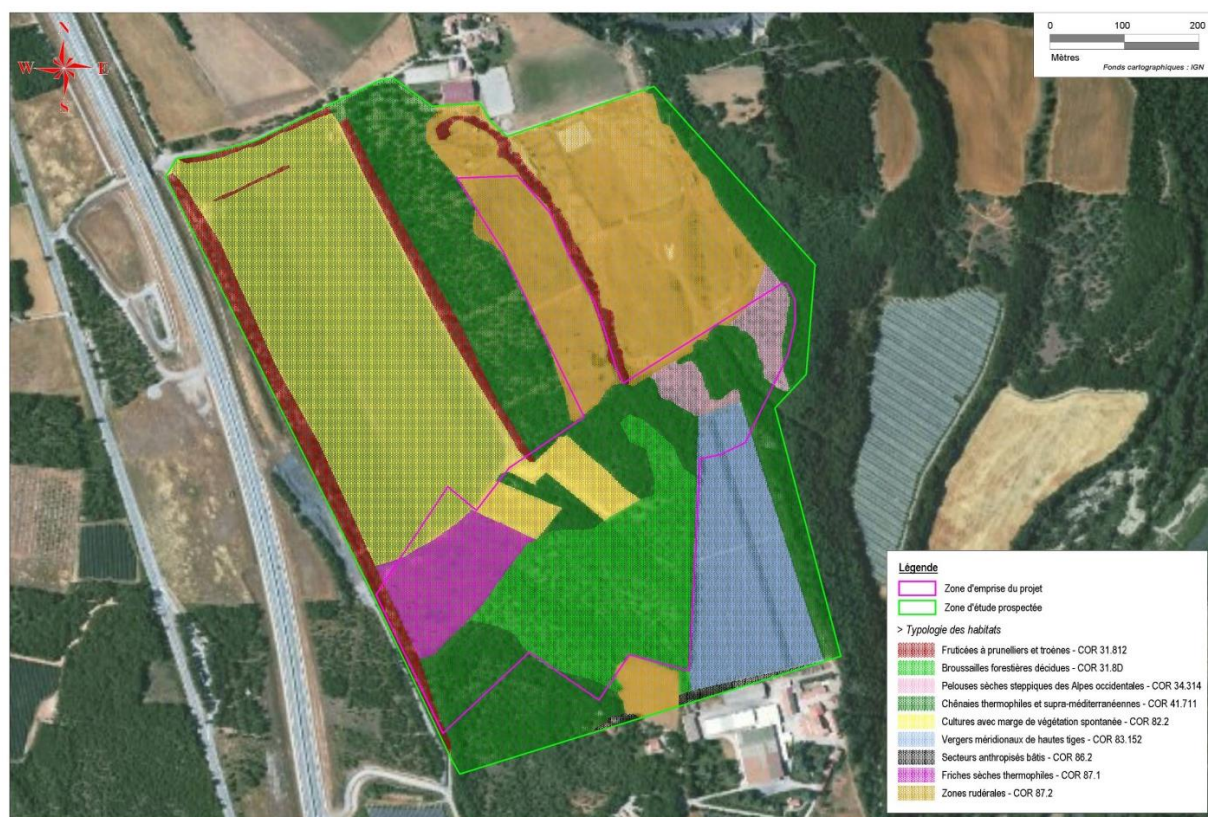 N
W E
S
0 100 200
Mètres
Fonds cartographiques : IGN
Légende
Zone d'emprise du projet
Zone d'étude prospectée
> Typologie des habitats
Fruticées à prunelliers et troènes - COR 31.812
Broussailles forestières décidues - COR 31.8D
Pelouses sèches steppiques des Alpes occidentales - COR 34.314
Chênaies thermophiles et supra-méditerranéennes - COR 41.711
Cultures avec marge de végétation spontanée - COR 82.2
Vergers méridionaux de hautes tiges - COR 83.152
Secteurs anthropisés bâtis - COR 86.2
Friches sèches thermophiles - COR 87.1
Zones rudérales - COR 87.2